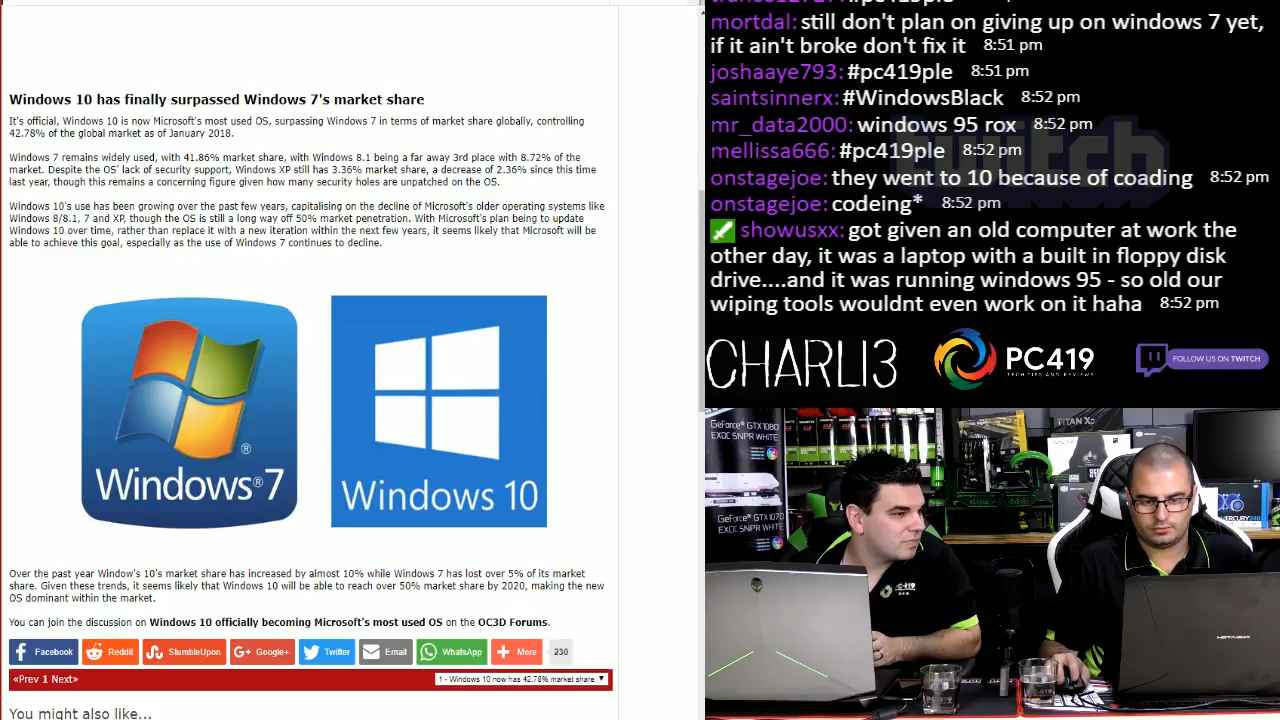 Windows 10 has finally surpassed Windows 7's market share
It's official, Windows 10 is now Microsoft's most used OS, surpassing Windows 7 in terms of market share globally, controlling
42.78% of the global market as of January 2018.
Windows 7 remains widely used, with 41.86% market share, with Windows 8.1 being a far away 3rd place with 8.72% of the
market. Despite the OS' lack of security support, Windows XP still has 3.36% market share, a decrease of 2.36% since this time
last year, though this remains a concerning figure given how many security holes are unpatched on the OS.
Windows 10's use has been growing over the past few years, capitalising on the decline of Microsoft's older operating systems like
Windows 8/8.1, 7 and XP, though the OS is still a long way off 50% market penetration. With Microsoft's plan being to update
Windows 10 over time, rather than replace it with a new iteration within the next few years, it seems likely that Microsoft will be
able to achieve this goal, especially as the use of Windows 7 continues to decline.
®
Windows®7
Windows 10
Over the past year Window's 10's market share has increased by almost 10% while Windows 7 has lost over 5% of its market
share. Given these trends, it seems likely that Windows 10 will be able to reach over 50% market share by 2020, making the new
OS dominant within the market.
You can join the discussion on Windows 10 officially becoming Microsoft's most used OS on the OC3D Forums.
Facebook
Reddit
StumbleUpon
Google+
Twitter
Email
WhatsApp
More
230
«Prev 1 Next»
1 - Windows 10 now has 42.78% market share
You might also like...
mortdal: still don't plan on giving up on windows 7 yet,
if it ain't broke don't fix it 8:51 pm
joshaaye793: #pc419ple 8:51 pm
saintsinnerx: #WindowsBlack 8:52 pm
mr_data2000: windows 95 rox 8:52 pm
mellissa666: #pc419ple 8:52 pm
onstagejoe: they went to 10 because of coading 8:52 pm
onstagejoe: codeing* 8:52 pm
showusxx: got given an old computer at work the
other day, it was a laptop with a built in floppy disk
drive....and it was running windows 95 - so old our
wiping tools wouldnt even work on it haha 8:52 pm
twitch
CHARLI3
PC419
TECH TIPS AND REVIEWS
FOLLOW US ON TWITCH
GeForce® GTX 1080
EXOC SNPR WHITE
GeForce® GTX 1070
EXOC SNPR WHITE
TITAN Xp
PC419